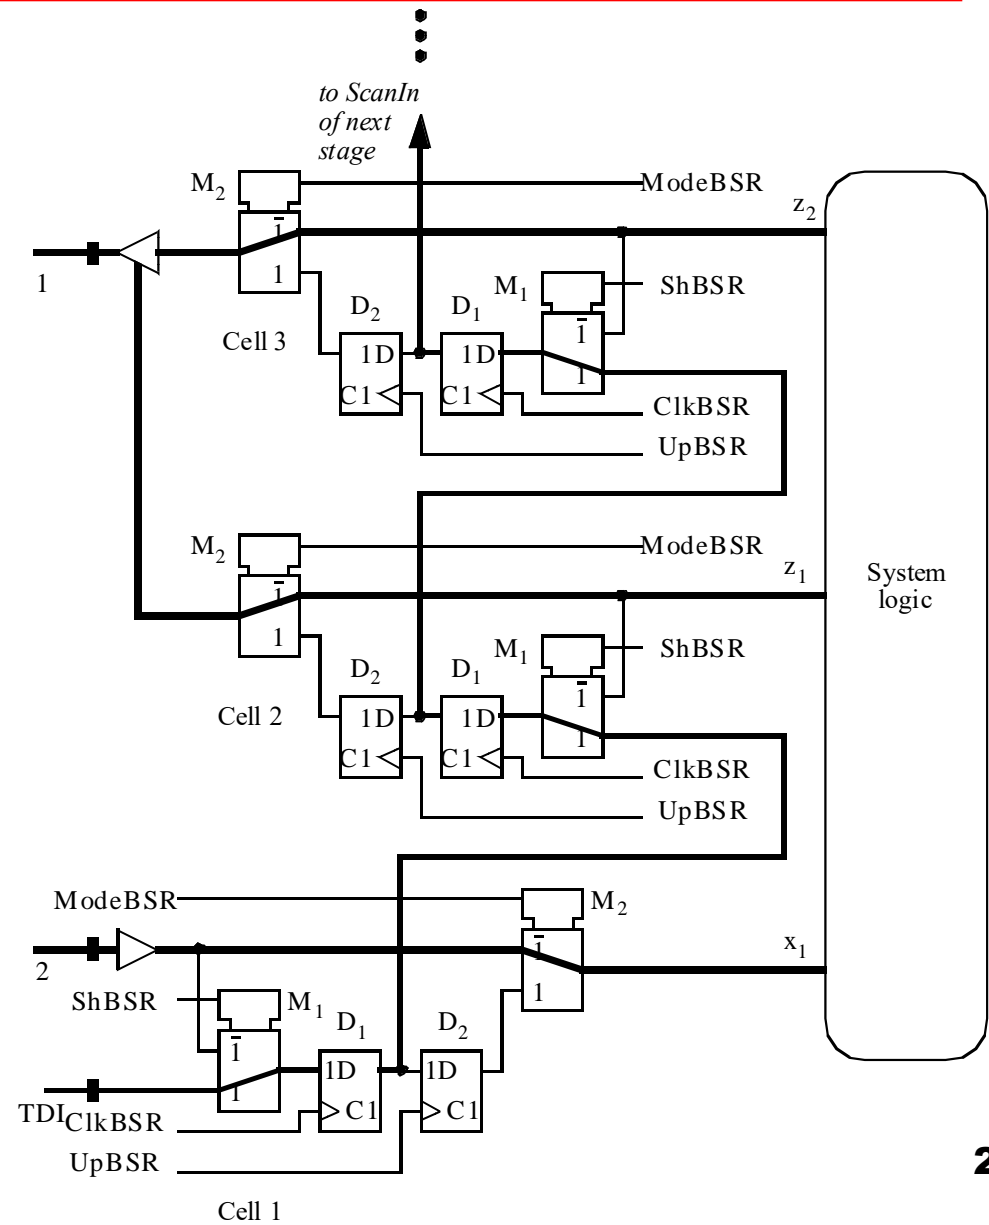 to ScanIn
of next
stage
M2
ModeBSR
z2
1̅
1
1
M1
ShBSR
D2
D1
1̅
Cell 3
1D
1D
1
C1
C1
ClkBSR
UpBSR
M2
ModeBSR
z1
System
logic
1̅
1
M1
ShBSR
D2
D1
1̅
Cell 2
1D
1D
1
C1
C1
ClkBSR
UpBSR
ModeBSR
M2
1̅
x1
2
1
ShBSR
M1
D1
D2
1̅
1D
1D
1
TDI
C1
C1
ClkBSR
UpBSR
2
Cell 1